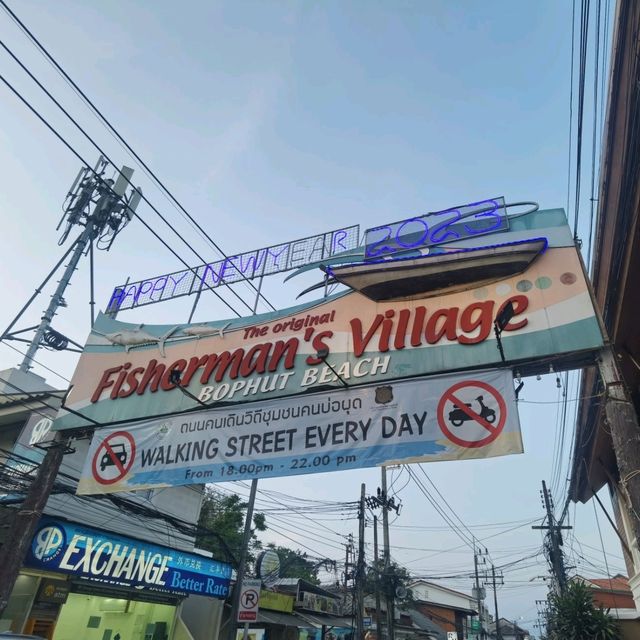 HAPPY NEW YEAR 2023
The original
Fisherman's Village
BOPHUT BEACH
ถนนคนเดินวิถีชุมชนคนบ่อผุด
WALKING STREET EVERY DAY
From 18.00pm - 22.00 pm
EXCHANGE
Better Rate
P